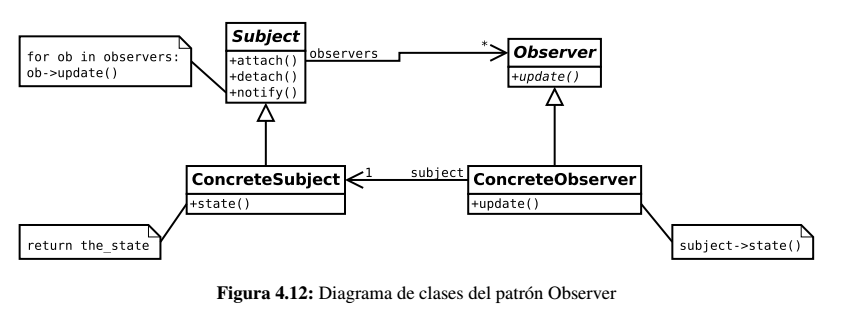 for ob in observers:
ob->update()
Subject
+attach()
+detach()
+notify()
observers
*
Observer
+update()
ConcreteSubject
+state()
1
subject
ConcreteObserver
+update()
return the_state
subject->state()
Figura 4.12: Diagrama de clases del patrón Observer